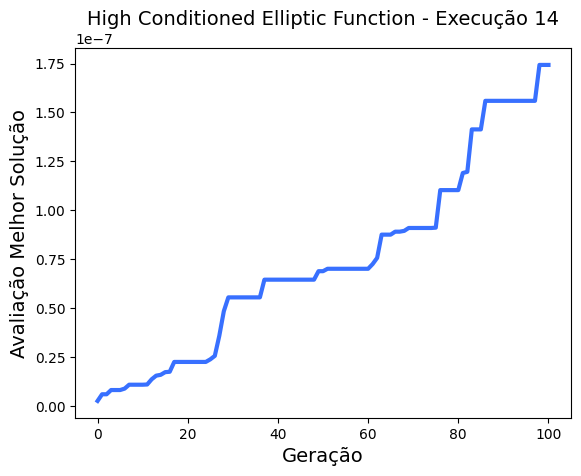 High Conditioned Elliptic Function - Execução 14
1e−7
1.75
1.50
1.25
1.00
0.75
0.50
0.25
0.00
Avaliação Melhor Solução
0 20 40 60 80 100
Geração